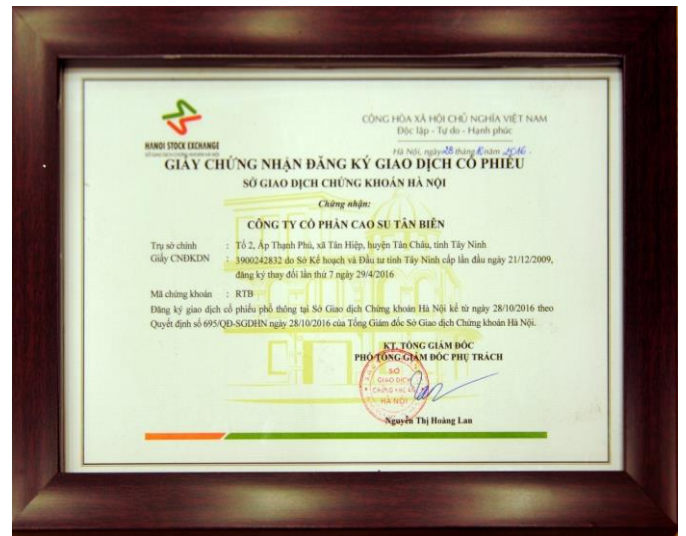 HANOI STOCK EXCHANGE
CỘNG HÒA XÃ HỘI CHỦ NGHĨA VIỆT NAM
Độc lập - Tự do - Hạnh phúc
Hà Nội, ngày 28 tháng năm 2016.
GIẤY CHỨNG NHẬN ĐĂNG KÝ GIAO DỊCH CỔ PHIẾU
SỞ GIAO DỊCH CHỨNG KHOÁN HÀ NỘI
Chứng nhận:
CÔNG TY CỔ PHẦN CAO SU TÂN BIÊN
Trụ sở chính : Tổ 2, Ấp Thạnh Phú, xã Tân Hiệp, huyện Tân Châu, tỉnh Tây Ninh
Giấy CNĐKDN : 3900242832 do Sở Kế hoạch và Đầu tư tỉnh Tây Ninh cấp lần đầu ngày 21/12/2009,
đăng ký thay đổi lần thứ 7 ngày 29/4/2016
Mã chứng khoán : RTB
Đăng ký giao dịch cổ phiếu phổ thông tại Sở Giao dịch Chứng khoán Hà Nội kể từ ngày 28/10/2016 theo
Quyết định số 695/QĐ-SGDHN ngày 28/10/2016 của Tổng Giám đốc Sở Giao dịch Chứng khoán Hà Nội.
KT. TỔNG GIÁM ĐỐC
PHÓ TỔNG GIÁM ĐỐC PHỤ TRÁCH
SỞ
GIAO DỊCH
CHỨNG KHOÁN
HÀ NỘI
Nguyễn Thị Hoàng Lan